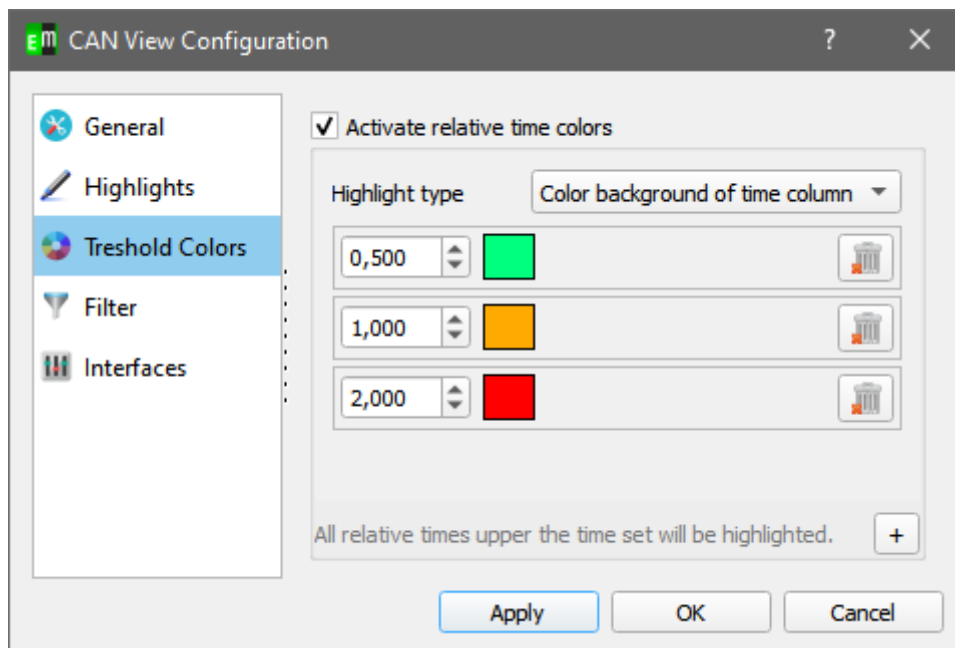 EM CAN View Configuration ? ×
General
Highlights
Treshold Colors
Filter
Interfaces
Activate relative time colors
Highlight type Color background of time column
0,500
1,000
2,000
All relative times upper the time set will be highlighted. +
Apply OK Cancel